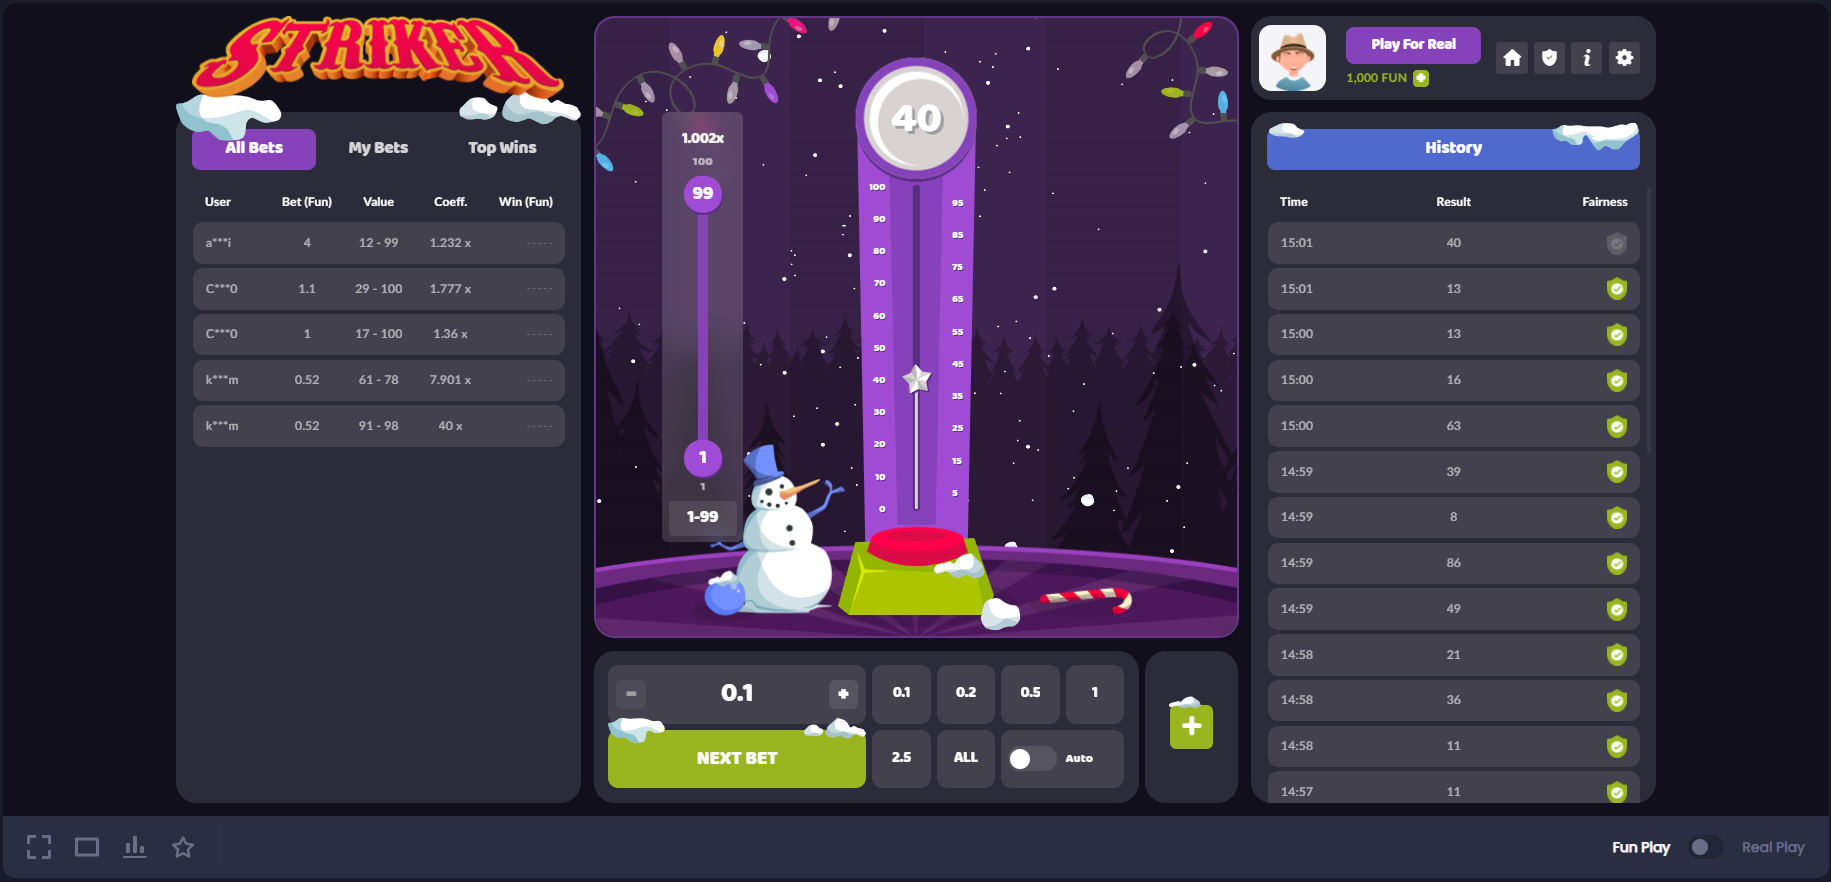 STRIKER
All Bets My Bets Top Wins
User Bet (Fun) Value Coeff. Win (Fun)
a***i 4 12 - 99 1.232 x -----
C***0 1.1 29 - 100 1.777 x -----
C***0 1 17 - 100 1.36 x -----
k***m 0.52 61 - 78 7.901 x -----
k***m 0.52 91 - 98 40 x -----
1.002x
100
99
1
1
1-99
40
100
95
90
85
80
75
70
65
60
55
50
45
40
35
30
25
20
15
10
5
0
- 0.1 +
0.1 0.2 0.5 1
NEXT BET
2.5 ALL Auto
+
Play For Real
1,000 FUN
History
Time Result Fairness
15:01 40
15:01 13
15:00 13
15:00 16
15:00 63
14:59 39
14:59 8
14:59 86
14:59 49
14:58 21
14:58 36
14:58 11
14:57 11
Fun Play Real Play